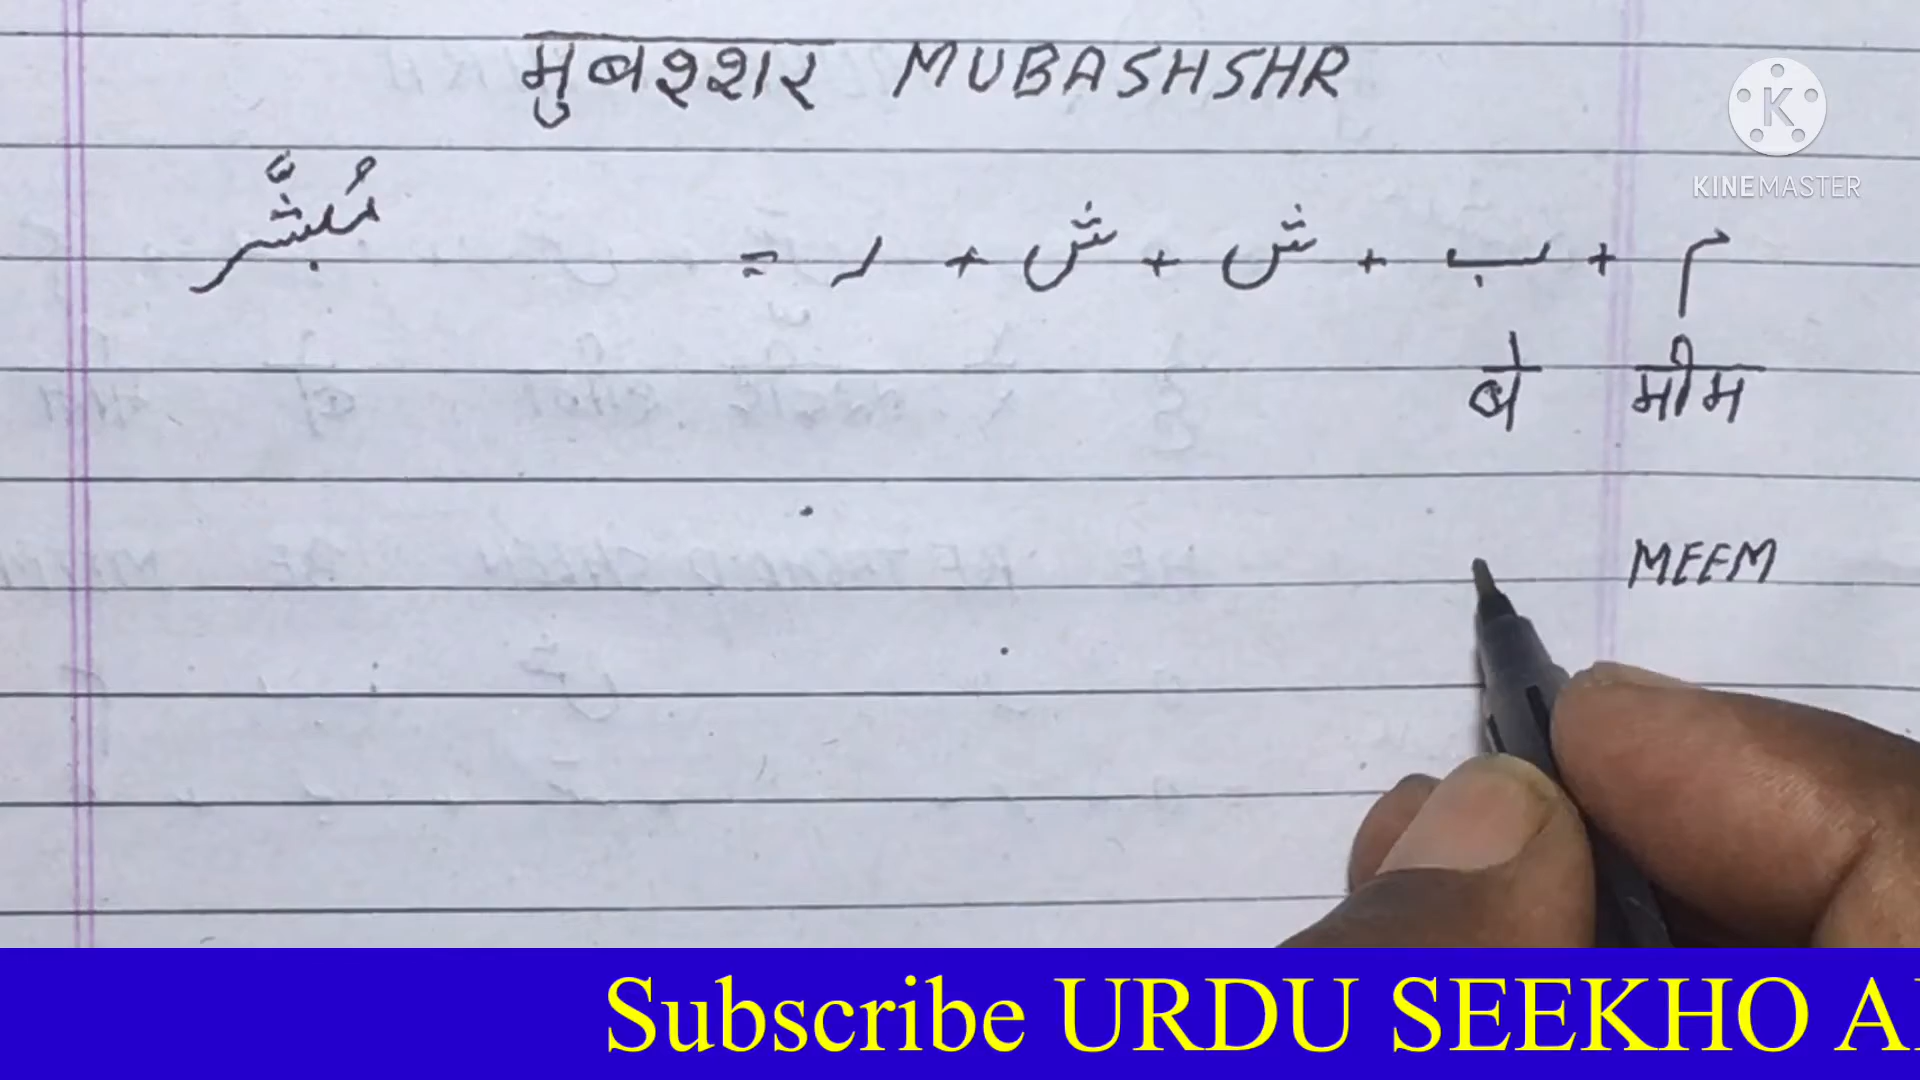 मुबश्शर MUBASHSHR
KINEMASTER
م + ب + ش + ش + ر = مُبشّر
मीम बे
MEEM
Subscribe URDU SEEKHO A